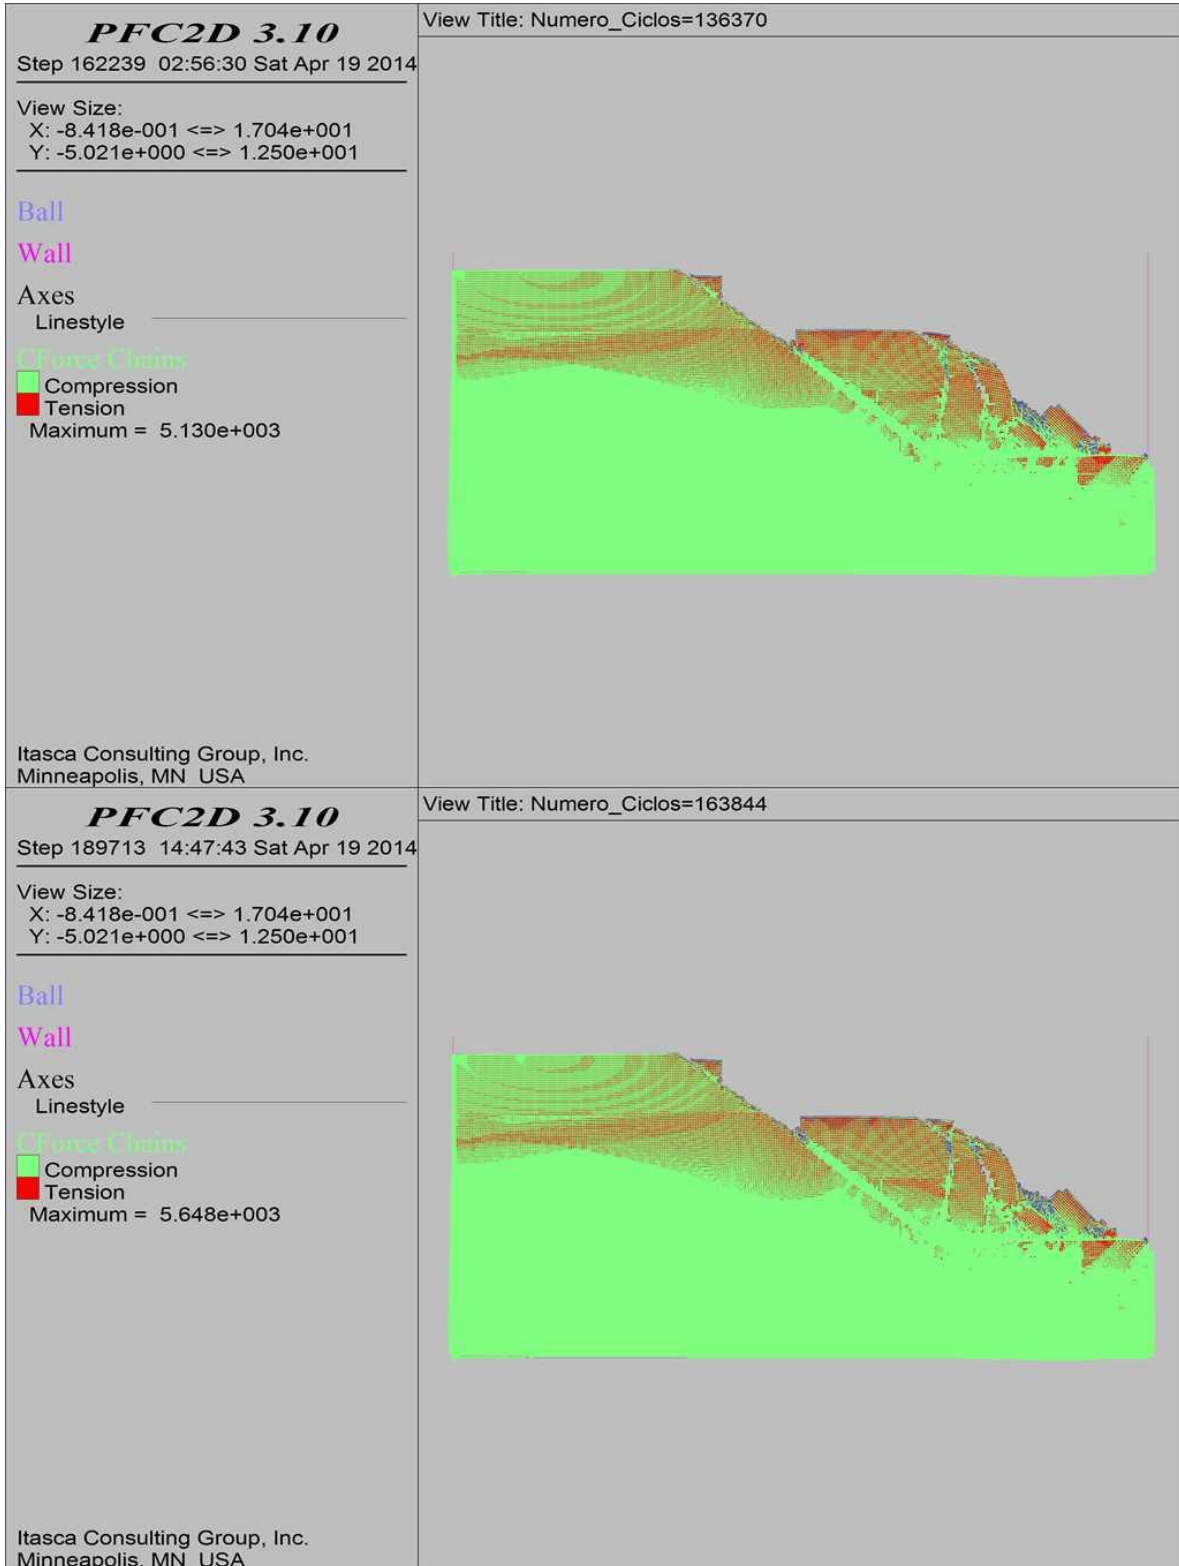 PFC2D 3.10
Step 162239  02:56:30 Sat Apr 19 2014
View Size:
X: -8.418e-001 <=> 1.704e+001
Y: -5.021e+000 <=> 1.250e+001
Ball
Wall
Axes
Linestyle
CForce Chains
Compression
Tension
Maximum =  5.130e+003
Itasca Consulting Group, Inc.
Minneapolis, MN  USA
View Title: Numero_Ciclos=136370
PFC2D 3.10
Step 189713  14:47:43 Sat Apr 19 2014
View Size:
X: -8.418e-001 <=> 1.704e+001
Y: -5.021e+000 <=> 1.250e+001
Ball
Wall
Axes
Linestyle
CForce Chains
Compression
Tension
Maximum =  5.648e+003
Itasca Consulting Group, Inc.
Minneapolis, MN  USA
View Title: Numero_Ciclos=163844